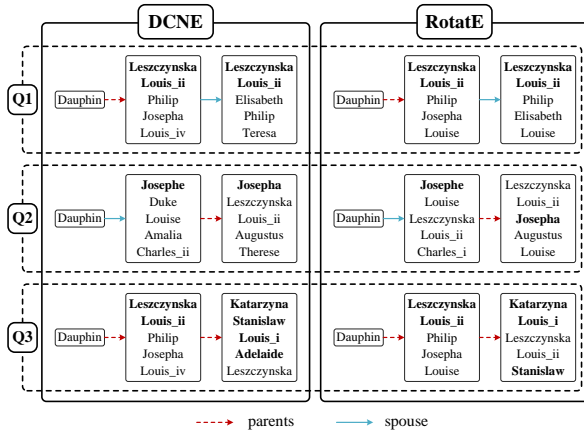 DCNE
RotatE
Q1
Dauphin
Leszczynska
Louis_ii
Philip
Josepha
Louis_iv
Leszczynska
Louis_ii
Elisabeth
Philip
Teresa
Dauphin
Leszczynska
Louis_ii
Philip
Josepha
Louise
Leszczynska
Louis_ii
Philip
Elisabeth
Louise
Q2
Dauphin
Josephe
Duke
Louise
Amalia
Charles_ii
Josepha
Leszczynska
Louis_ii
Augustus
Therese
Dauphin
Josephe
Louise
Leszczynska
Louis_ii
Charles_i
Leszczynska
Louis_ii
Josepha
Augustus
Louise
Q3
Dauphin
Leszczynska
Louis_ii
Philip
Josepha
Louis_iv
Katarzyna
Stanislaw
Louis_i
Adelaide
Leszczynska
Dauphin
Leszczynska
Louis_ii
Philip
Josepha
Louise
Katarzyna
Louis_i
Leszczynska
Louis_ii
Stanislaw
parents
spouse